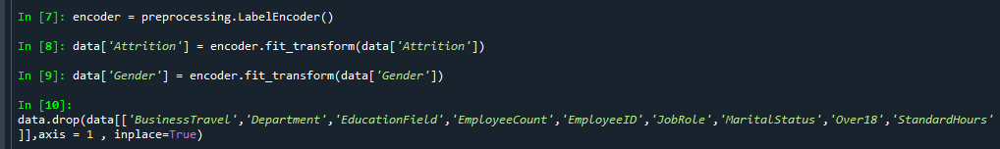 In [7]: encoder = preprocessing.LabelEncoder()
In [8]: data['Attrition'] = encoder.fit_transform(data['Attrition'])
In [9]: data['Gender'] = encoder.fit_transform(data['Gender'])
In [10]:
data.drop(data[['BusinessTravel','Department','EducationField','EmployeeCount','EmployeeID','JobRole','MaritalStatus','Over18','StandardHours'
]],axis = 1 , inplace=True)